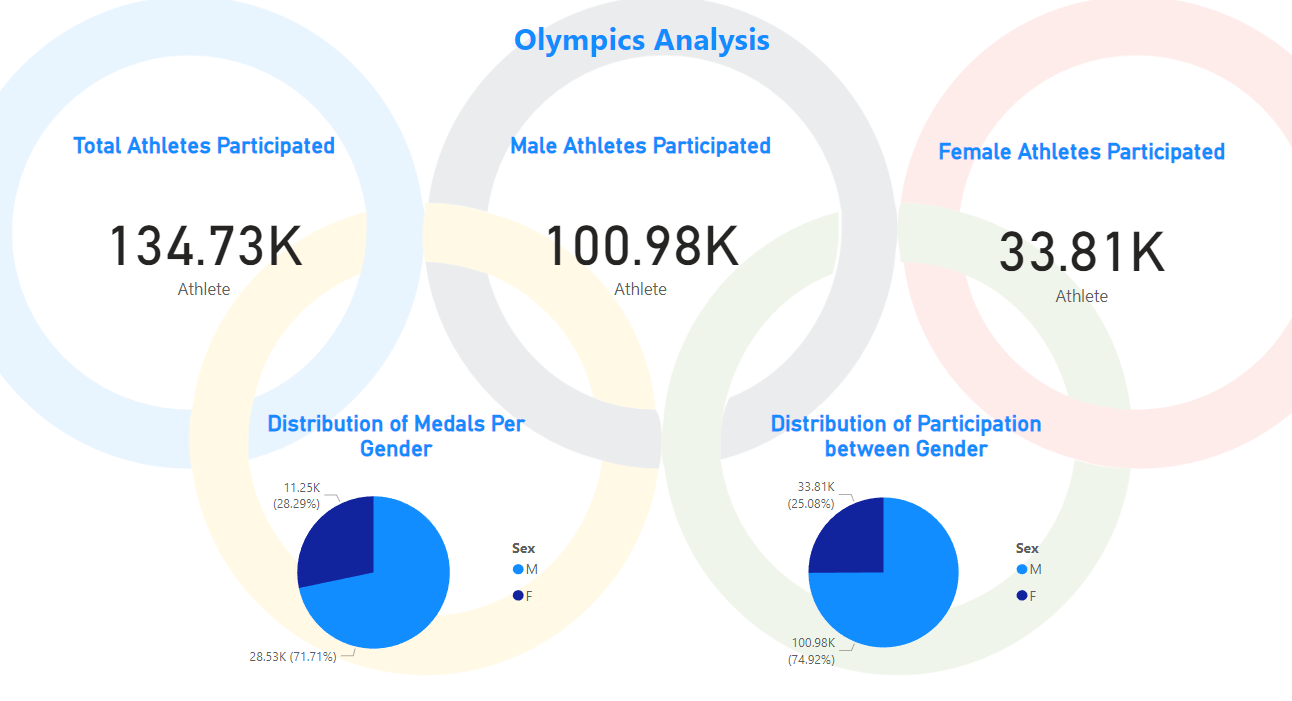 Olympics Analysis
Total Athletes Participated
134.73K
Athlete
Male Athletes Participated
100.98K
Athlete
Female Athletes Participated
33.81K
Athlete
Distribution of Medals Per
Gender
11.25K
(28.29%)
28.53K (71.71%)
Sex
M
F
Distribution of Participation
between Gender
33.81K
(25.08%)
100.98K
(74.92%)
Sex
M
F